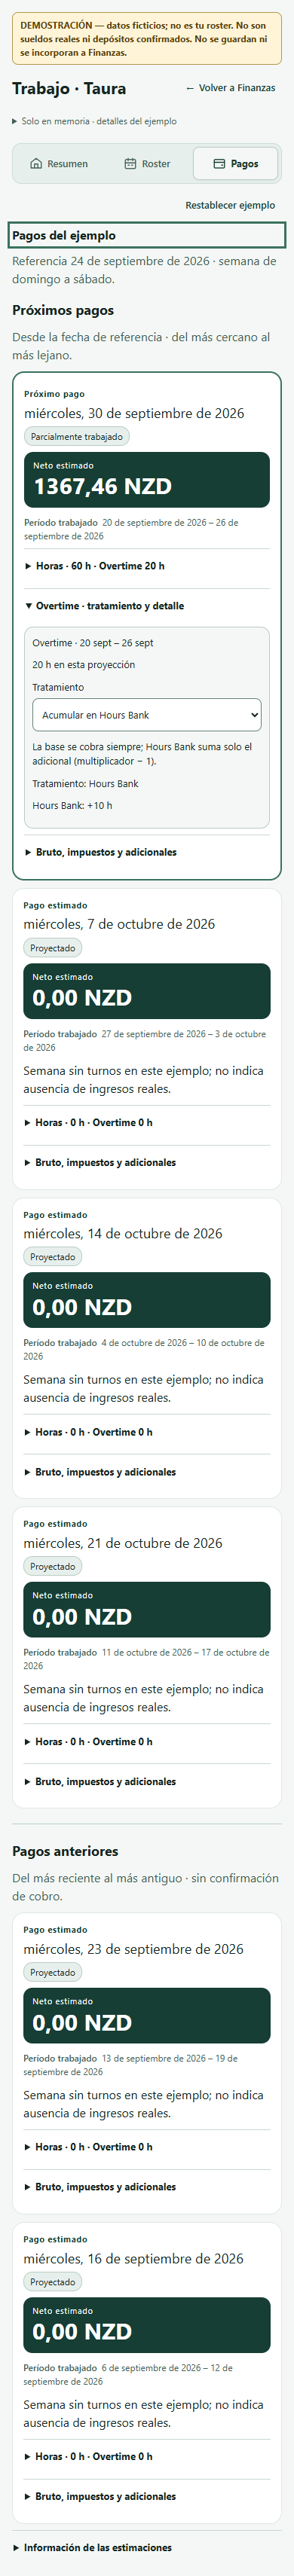 DEMOSTRACIÓN — datos ficticios; no es tu roster. No son
sueldos reales ni depósitos confirmados. No se guardan ni
se incorporan a Finanzas.
Trabajo · Taura
← Volver a Finanzas
▶ Solo en memoria · detalles del ejemplo
Resumen
Roster
Pagos
Restablecer ejemplo
Pagos del ejemplo
Referencia 24 de septiembre de 2026 · semana de
domingo a sábado.
Próximos pagos
Desde la fecha de referencia · del más cercano al
más lejano.
Próximo pago
miércoles, 30 de septiembre de 2026
Parcialmente trabajado
Neto estimado
1367,46 NZD
Período trabajado 20 de septiembre de 2026 – 26 de
septiembre de 2026
▶ Horas · 60 h · Overtime 20 h
▼ Overtime · tratamiento y detalle
Overtime · 20 sept – 26 sept
20 h en esta proyección
Tratamiento
Acumular en Hours Bank
La base se cobra siempre; Hours Bank suma solo el
adicional (multiplicador − 1).
Tratamiento: Hours Bank
Hours Bank: +10 h
▶ Bruto, impuestos y adicionales
Pago estimado
miércoles, 7 de octubre de 2026
Proyectado
Neto estimado
0,00 NZD
Período trabajado 27 de septiembre de 2026 – 3 de octubre
de 2026
Semana sin turnos en este ejemplo; no indica
ausencia de ingresos reales.
▶ Horas · 0 h · Overtime 0 h
▶ Bruto, impuestos y adicionales
Pago estimado
miércoles, 14 de octubre de 2026
Proyectado
Neto estimado
0,00 NZD
Período trabajado 4 de octubre de 2026 – 10 de octubre de
2026
Semana sin turnos en este ejemplo; no indica
ausencia de ingresos reales.
▶ Horas · 0 h · Overtime 0 h
▶ Bruto, impuestos y adicionales
Pago estimado
miércoles, 21 de octubre de 2026
Proyectado
Neto estimado
0,00 NZD
Período trabajado 11 de octubre de 2026 – 17 de octubre de
2026
Semana sin turnos en este ejemplo; no indica
ausencia de ingresos reales.
▶ Horas · 0 h · Overtime 0 h
▶ Bruto, impuestos y adicionales
Pagos anteriores
Del más reciente al más antiguo · sin confirmación
de cobro.
Pago estimado
miércoles, 23 de septiembre de 2026
Proyectado
Neto estimado
0,00 NZD
Período trabajado 13 de septiembre de 2026 – 19 de
septiembre de 2026
Semana sin turnos en este ejemplo; no indica
ausencia de ingresos reales.
▶ Horas · 0 h · Overtime 0 h
▶ Bruto, impuestos y adicionales
Pago estimado
miércoles, 16 de septiembre de 2026
Proyectado
Neto estimado
0,00 NZD
Período trabajado 6 de septiembre de 2026 – 12 de
septiembre de 2026
Semana sin turnos en este ejemplo; no indica
ausencia de ingresos reales.
▶ Horas · 0 h · Overtime 0 h
▶ Bruto, impuestos y adicionales
▶ Información de las estimaciones